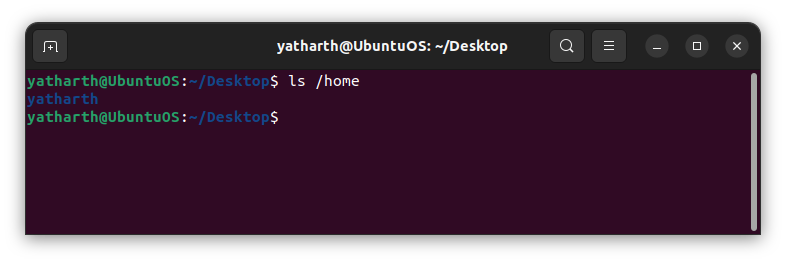 yatharth@UbuntuOS: ~/Desktop
yatharth@UbuntuOS:~/Desktop$ ls /home
yatharth
yatharth@UbuntuOS:~/Desktop$